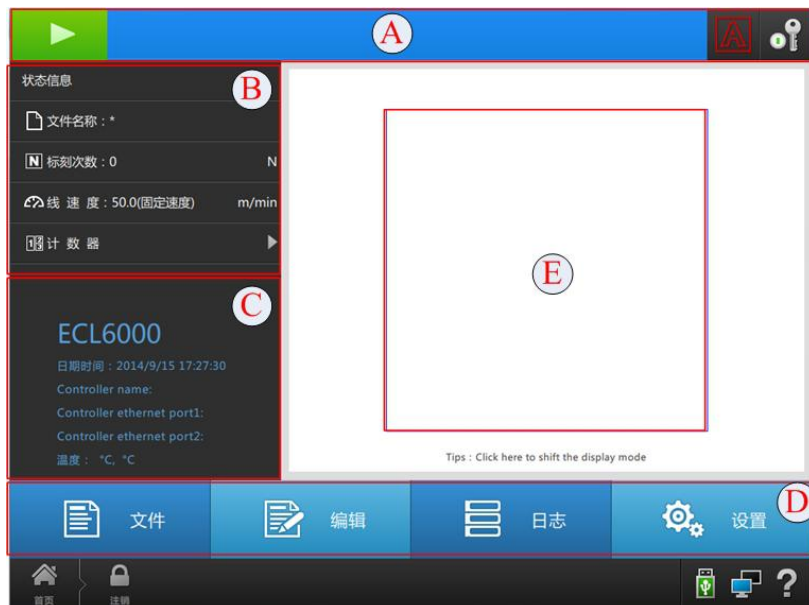 A
A
状态信息
B
文件名称：*
N 标刻次数：0 N
线 速 度：50.0(固定速度) m/min
计 数 器
C
ECL6000
日期时间：2014/9/15 17:27:30
Controller name:
Controller ethernet port1:
Controller ethernet port2:
温度： °C, °C
E
Tips : Click here to shift the display mode
文件
编辑
日志
设置
D
首页
注销
?